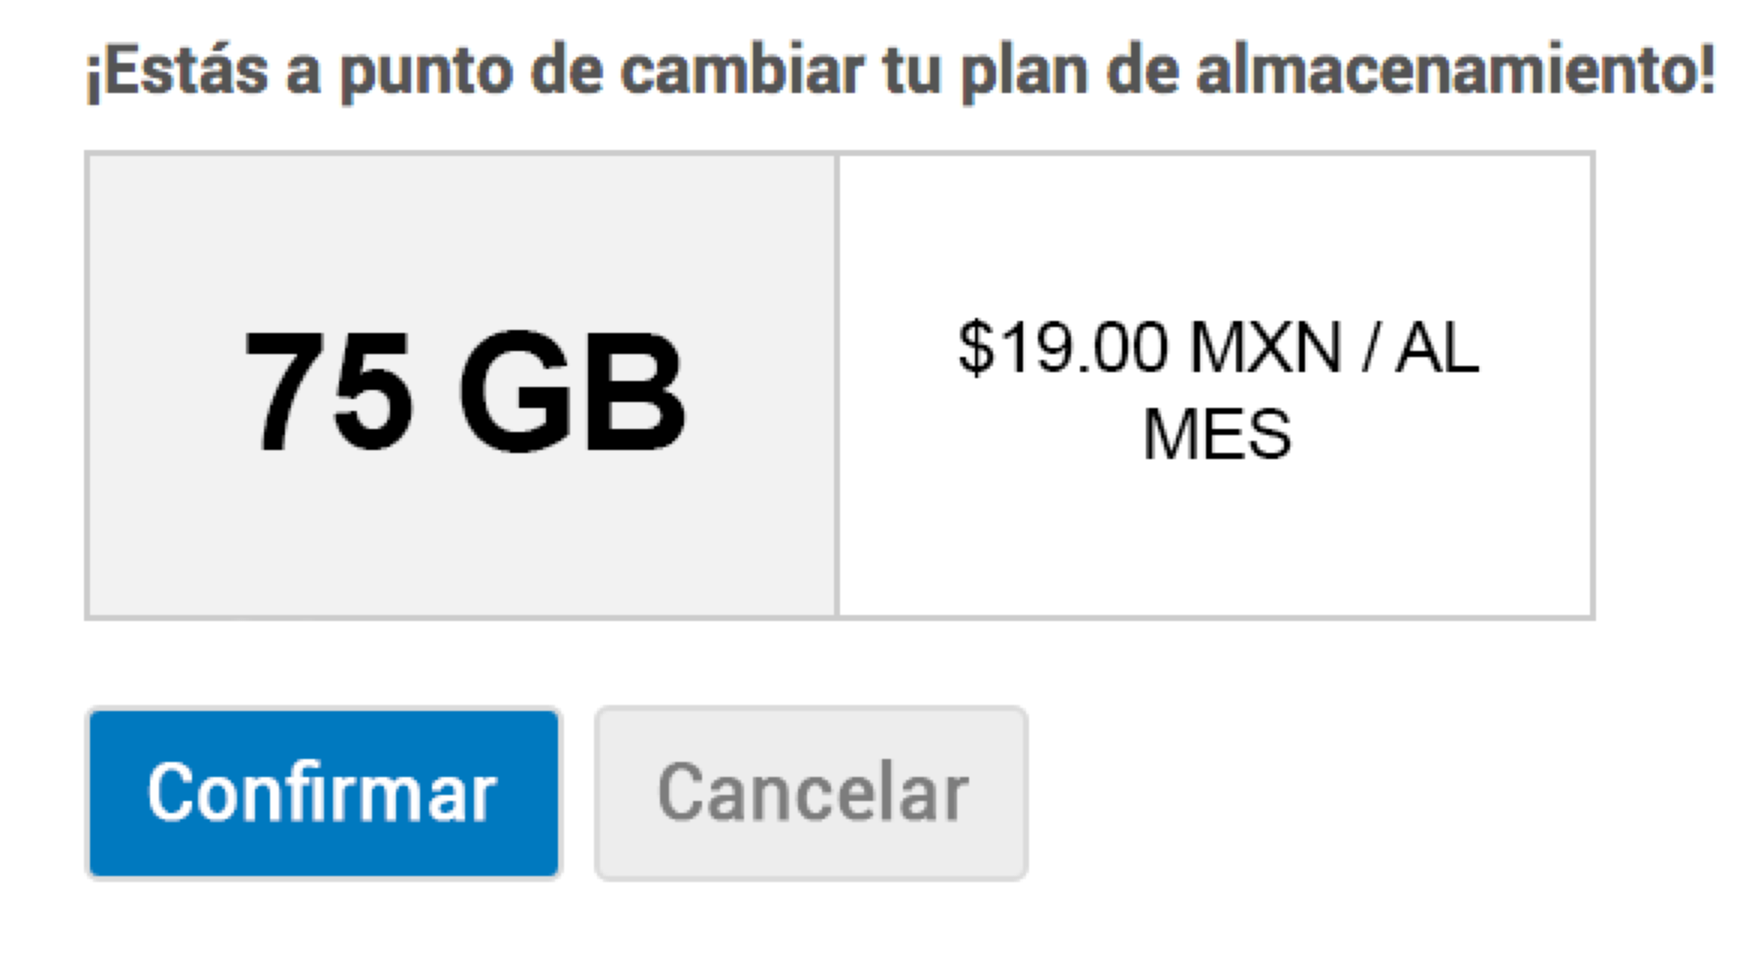 ¡Estás a punto de cambiar tu plan de almacenamiento!
75 GB
$19.00 MXN / AL
MES
Confirmar
Cancelar